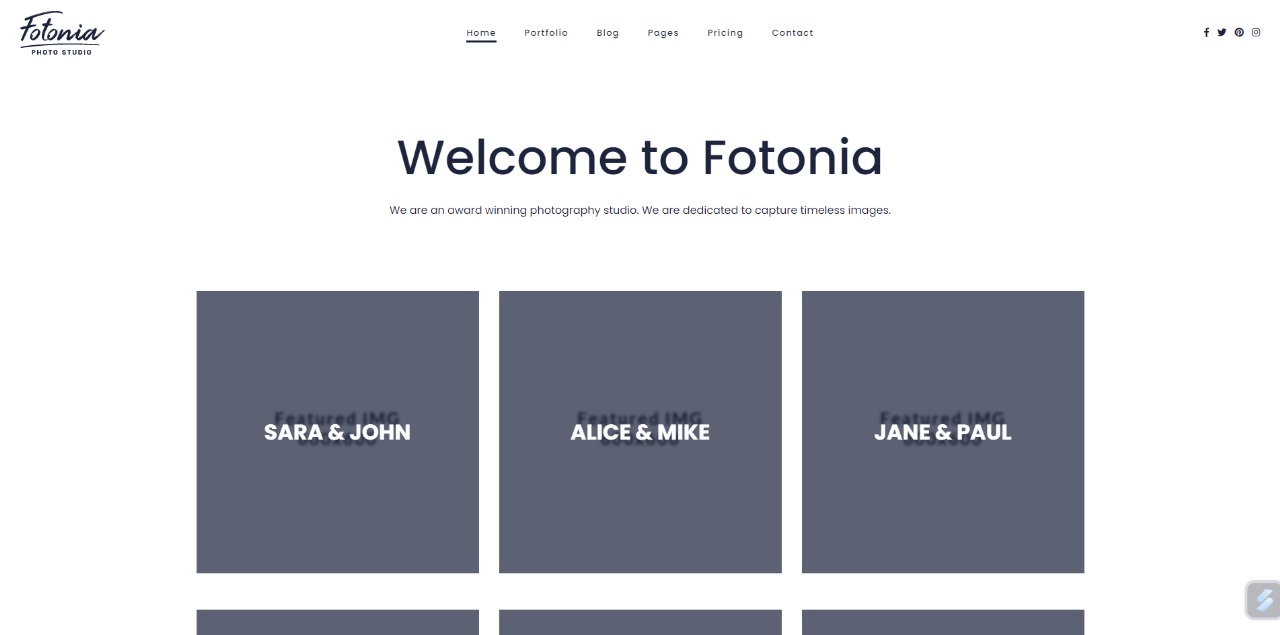 Fotonia
PHOTO STUDIO
Home
Portfolio
Blog
Pages
Pricing
Contact
Welcome to Fotonia
We are an award winning photography studio. We are dedicated to capture timeless images.
Featured IMG
SARA & JOHN
Featured IMG
ALICE & MIKE
Featured IMG
JANE & PAUL